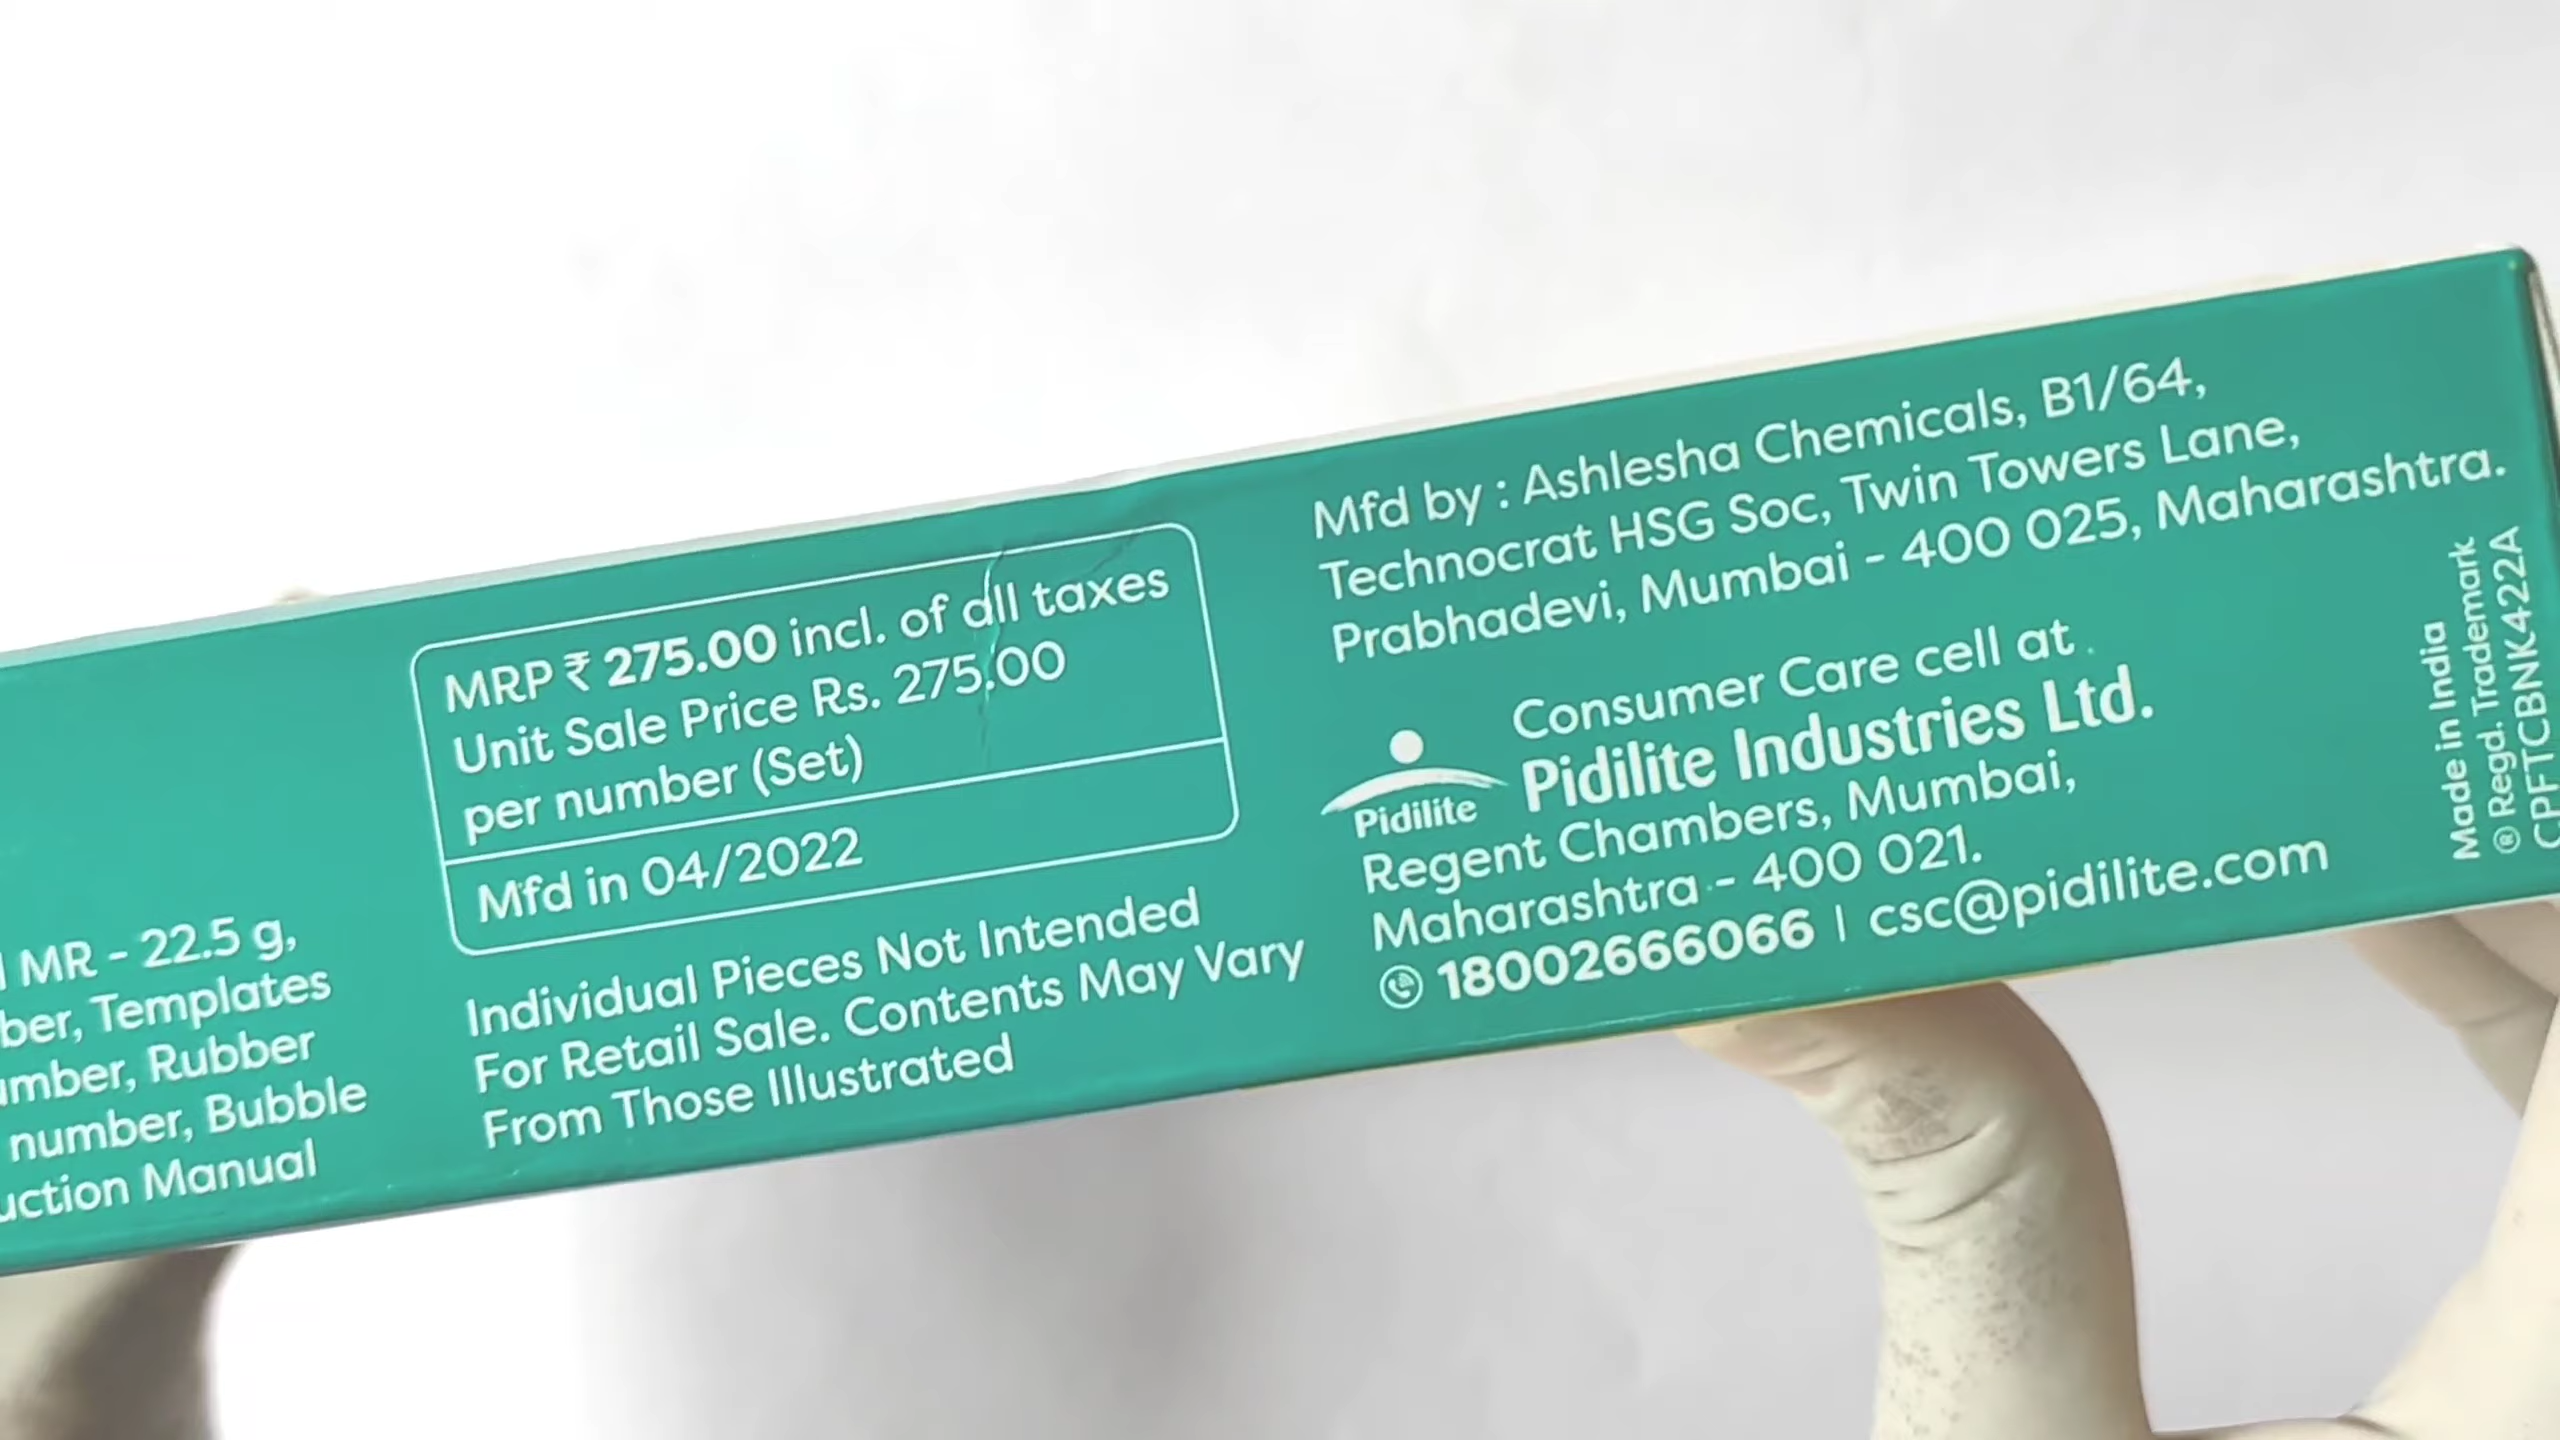 MR - 22.5 g,
Templates
Rubber
number, Bubble
Manual
MRP ₹ 275.00 incl. of all taxes
Unit Sale Price Rs. 275.00
per number (Set)
Mfd in 04/2022
Individual Pieces Not Intended
For Retail Sale. Contents May Vary
From Those Illustrated
Mfd by : Ashlesha Chemicals, B1/64,
Technocrat HSG Soc, Twin Towers Lane,
Prabhadevi, Mumbai - 400 025, Maharashtra.
Consumer Care cell at
Pidilite Industries Ltd.
Pidilite
Regent Chambers, Mumbai,
Maharashtra - 400 021.
18002666066 | csc@pidilite.com
Made in India
® Regd. Trademark
CPFTCBNK422A